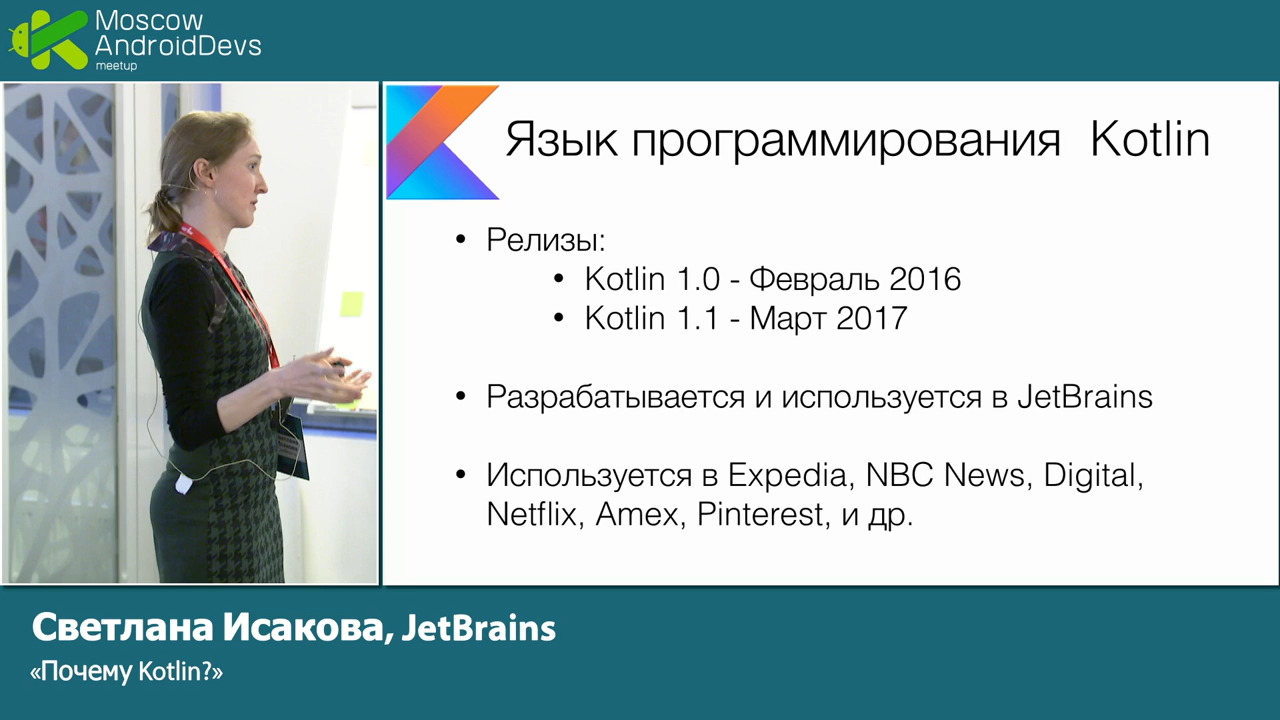 Moscow
AndroidDevs
meetup
Язык программирования Kotlin
• Релизы:
• Kotlin 1.0 - Февраль 2016
• Kotlin 1.1 - Март 2017
• Разрабатывается и используется в JetBrains
• Используется в Expedia, NBC News, Digital,
Netflix, Amex, Pinterest, и др.
Светлана Исакова, JetBrains
«Почему Kotlin?»